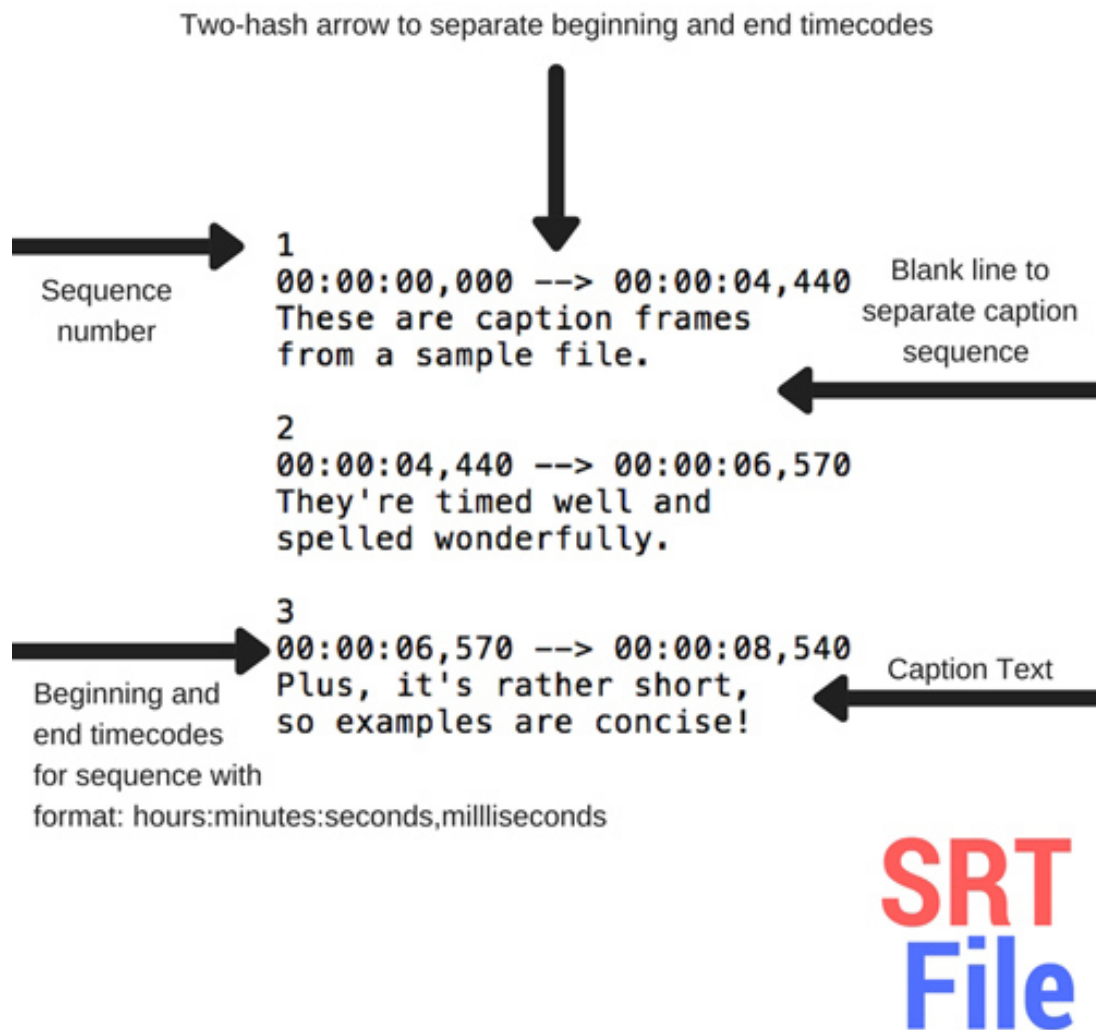 Two-hash arrow to separate beginning and end timecodes
Sequence
number
1
00:00:00,000 --> 00:00:04,440
These are caption frames
from a sample file.
Blank line to
separate caption
sequence
2
00:00:04,440 --> 00:00:06,570
They're timed well and
spelled wonderfully.
3
00:00:06,570 --> 00:00:08,540
Plus, it's rather short,
so examples are concise!
Beginning and
end timecodes
for sequence with
format: hours:minutes:seconds,millliseconds
Caption Text
SRT
File